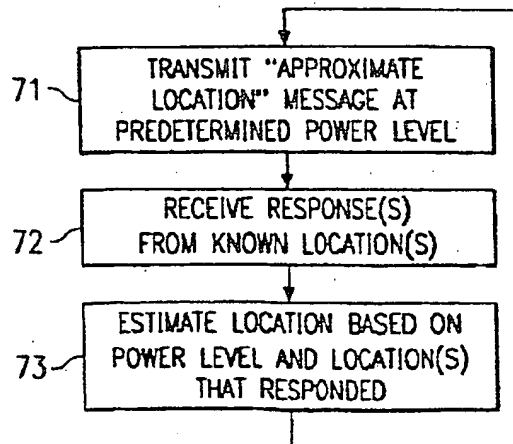 71
TRANSMIT "APPROXIMATE
LOCATION" MESSAGE AT
PREDETERMINED POWER LEVEL
72
RECEIVE RESPONSE(S)
FROM KNOWN LOCATION(S)
73
ESTIMATE LOCATION BASED ON
POWER LEVEL AND LOCATION(S)
THAT RESPONDED